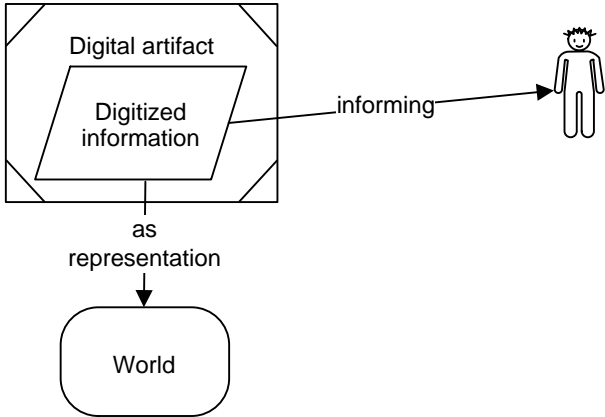 Digital artifact
Digitized
information
informing
as
representation
World